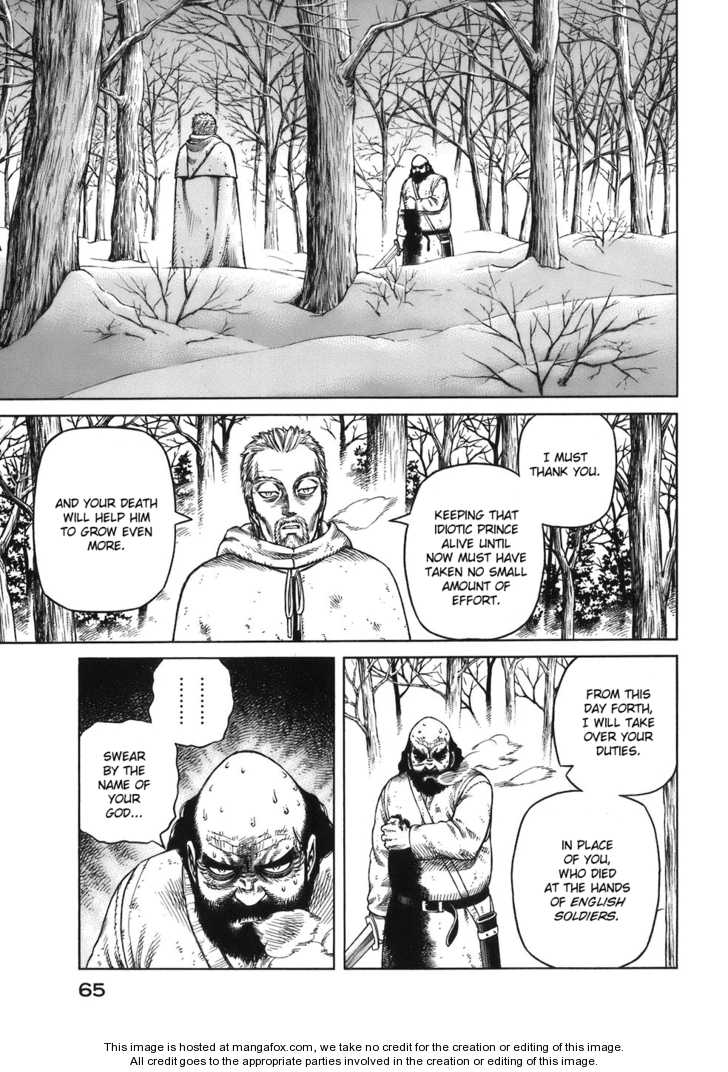 I MUST
THANK YOU.
KEEPING THAT
IDIOTIC PRINCE
ALIVE UNTIL
NOW MUST HAVE
TAKEN NO SMALL
AMOUNT OF
EFFORT.
AND YOUR DEATH
WILL HELP HIM
TO GROW EVEN
MORE.
FROM THIS
DAY FORTH,
I WILL TAKE
OVER YOUR
DUTIES.
IN PLACE
OF YOU,
WHO DIED
AT THE HANDS
OF ENGLISH
SOLDIERS.
......
......
SWEAR
BY THE
NAME OF
YOUR
GOD...
65
This image is hosted at mangafox.com, we take no credit for the creation or editing of this image.
All credit goes to the appropriate parties involved in the creation or editing of this image.